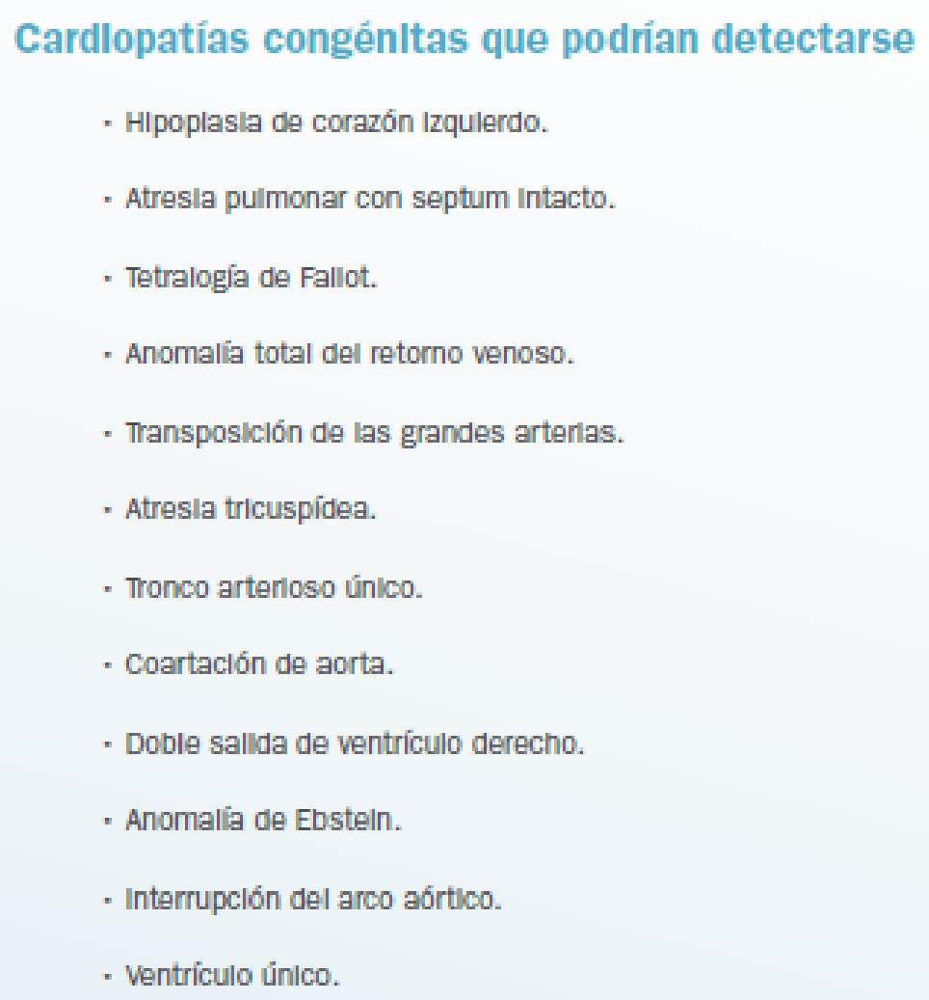 Cardiopatías congénitas que podrían detectarse
· Hipoplasia de corazón izquierdo.
· Atresia pulmonar con septum intacto.
· Tetralogía de Fallot.
· Anomalía total del retorno venoso.
· Transposición de las grandes arterias.
· Atresia tricuspídea.
· Tronco arterioso único.
· Coartación de aorta.
· Doble salida de ventrículo derecho.
· Anomalía de Ebstein.
· Interrupción del arco aórtico.
· Ventrículo único.